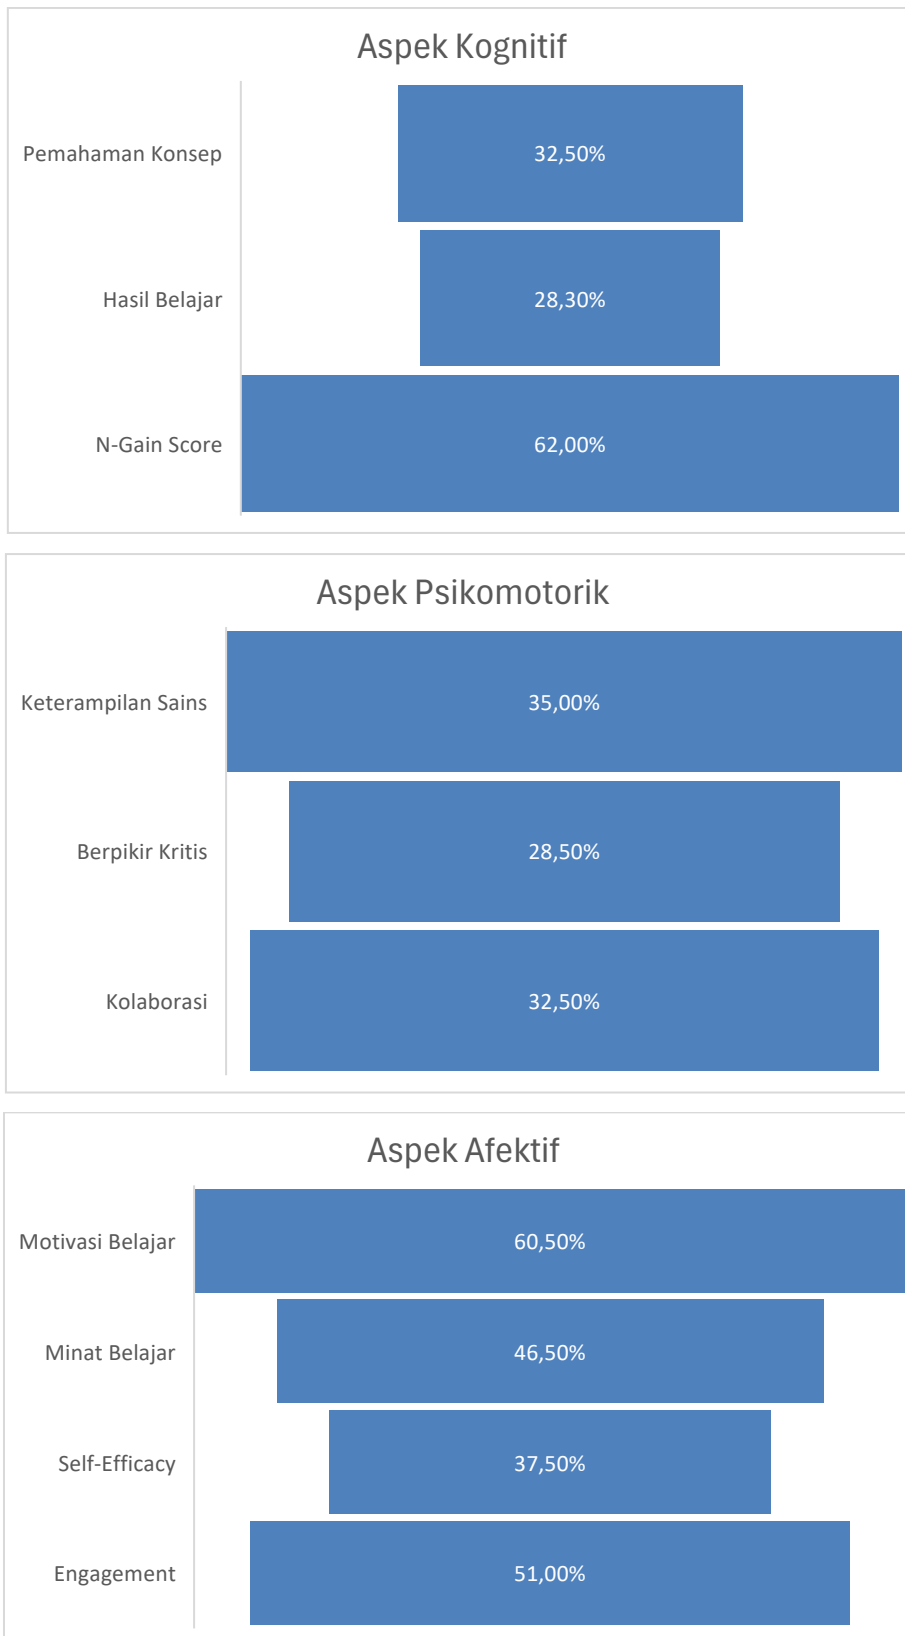 Aspek Kognitif
Pemahaman Konsep
32,50%
Hasil Belajar
28,30%
N-Gain Score
62,00%
Aspek Psikomotorik
Keterampilan Sains
35,00%
Berpikir Kritis
28,50%
Kolaborasi
32,50%
Aspek Afektif
Motivasi Belajar
60,50%
Minat Belajar
46,50%
Self-Efficacy
37,50%
Engagement
51,00%